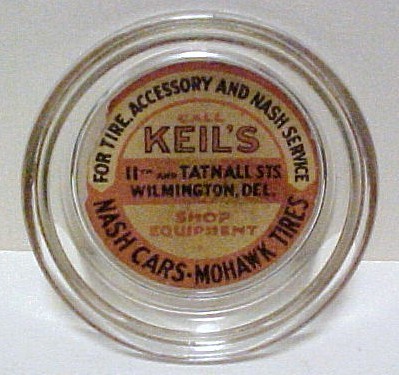 FOR TIRE, ACCESSORY AND NASH SERVICE
CALL
KEIL'S
11TH AND TATNALL STS
WILMINGTON, DEL.
SHOP
EQUIPMENT
NASH CARS-MOHAWK TIRES